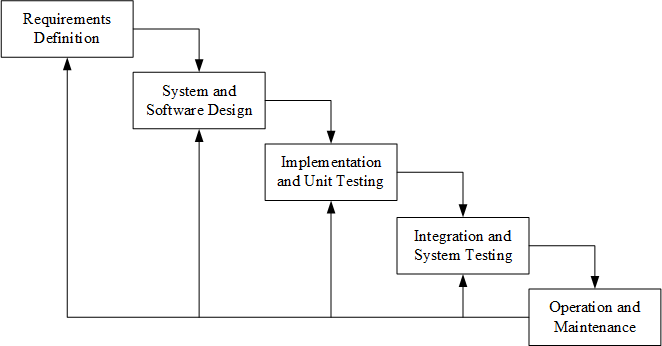 Requirements
Definition
System and
Software Design
Implementation
and Unit Testing
Integration and
System Testing
Operation and
Maintenance